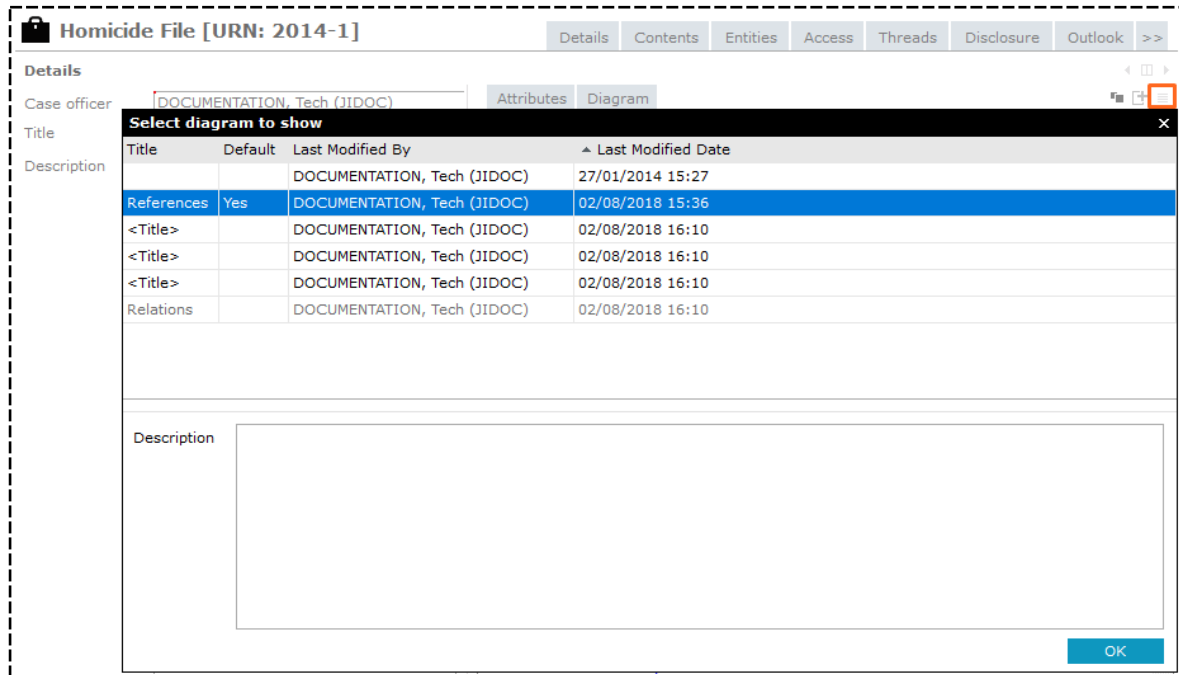 Homicide File [URN: 2014-1]
Details Contents Entities Access Threads Disclosure Outlook >>
Details
Case officer DOCUMENTATION, Tech (JIDOC) Attributes Diagram
Title
Description
Select diagram to show x
Title Default Last Modified By Last Modified Date
DOCUMENTATION, Tech (JIDOC) 27/01/2014 15:27
References Yes DOCUMENTATION, Tech (JIDOC) 02/08/2018 15:36
<Title> DOCUMENTATION, Tech (JIDOC) 02/08/2018 16:10
<Title> DOCUMENTATION, Tech (JIDOC) 02/08/2018 16:10
<Title> DOCUMENTATION, Tech (JIDOC) 02/08/2018 16:10
Relations DOCUMENTATION, Tech (JIDOC) 02/08/2018 16:10
Description
OK